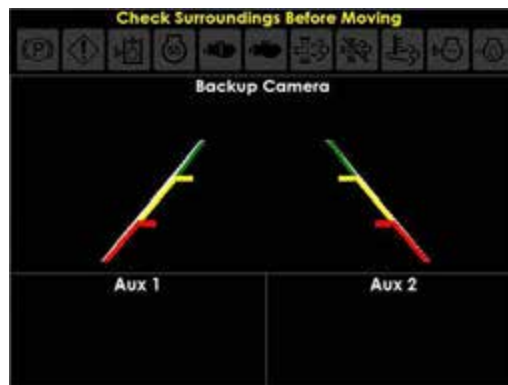 Check Surroundings Before Moving
(P)
Backup Camera
Aux 1
Aux 2